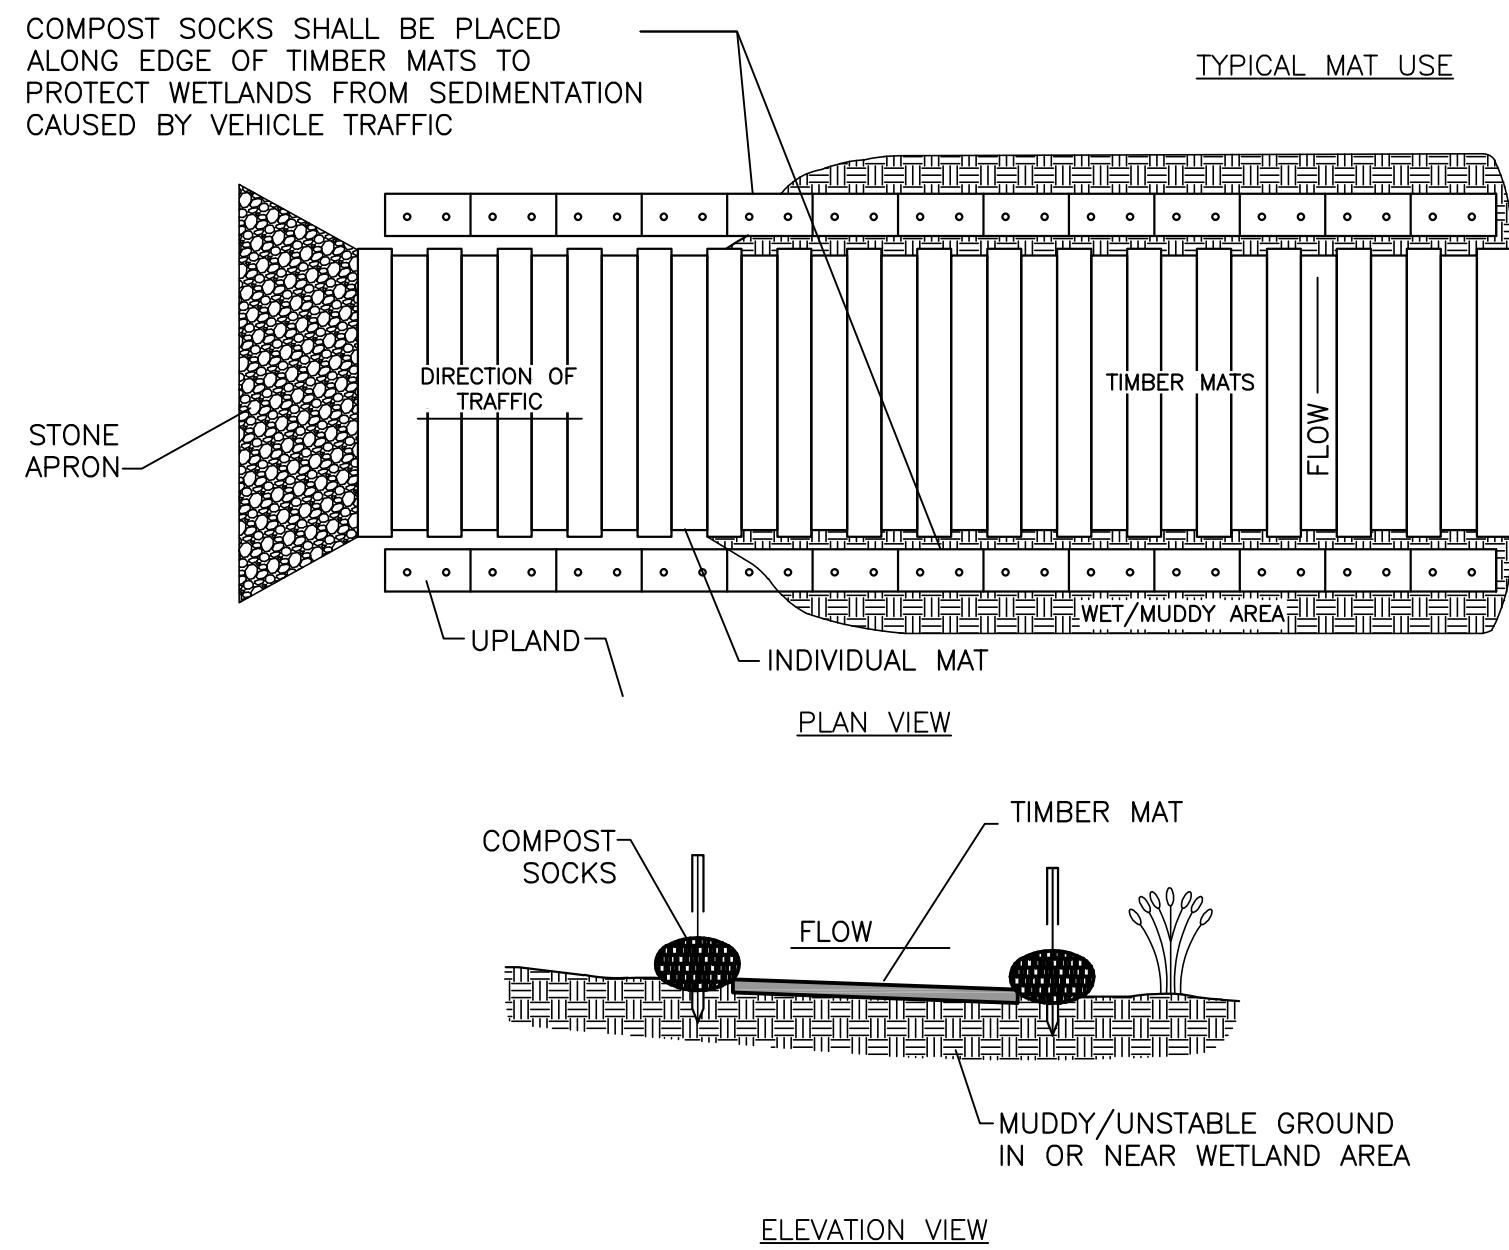 COMPOST SOCKS SHALL BE PLACED
ALONG EDGE OF TIMBER MATS TO
PROTECT WETLANDS FROM SEDIMENTATION
CAUSED BY VEHICLE TRAFFIC
TYPICAL MAT USE
DIRECTION OF
TRAFFIC
TIMBER MATS
FLOW
STONE
APRON
WET/MUDDY AREA
UPLAND
INDIVIDUAL MAT
PLAN VIEW
TIMBER MAT
COMPOST
SOCKS
FLOW
MUDDY/UNSTABLE GROUND
IN OR NEAR WETLAND AREA
ELEVATION VIEW